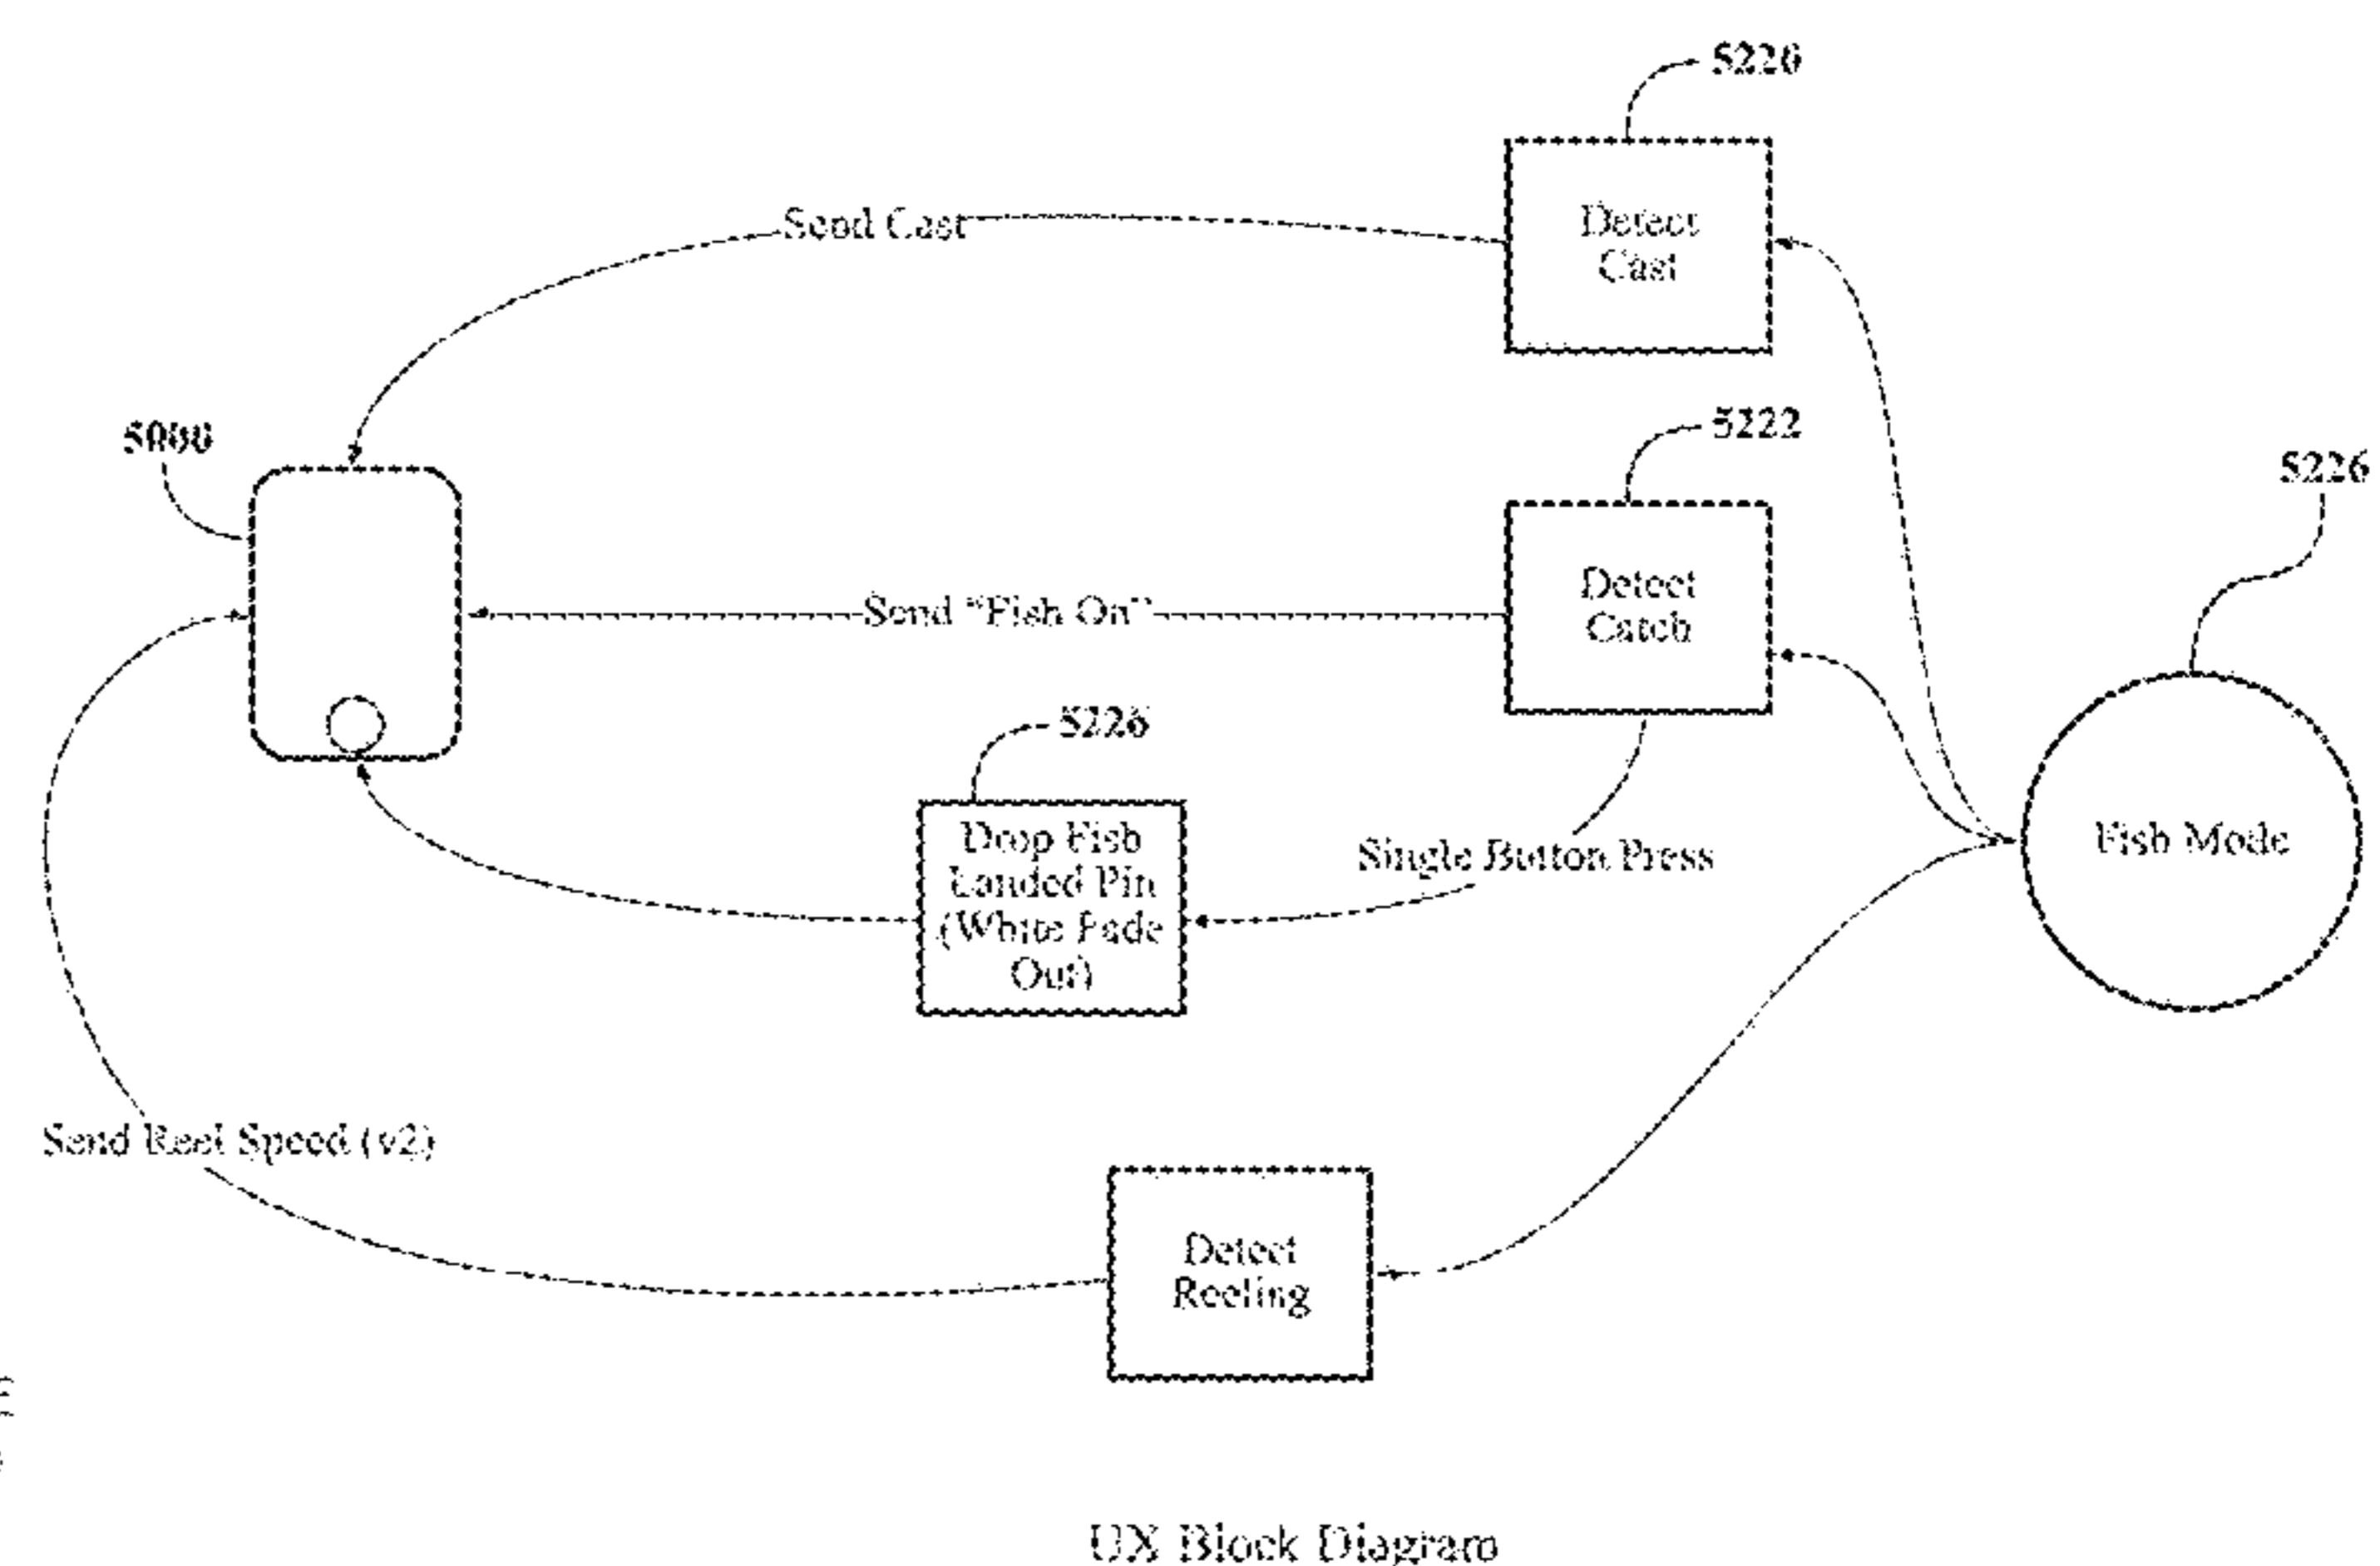 5220
Detect
Cast
Send Cast
5000
5222
5226
Detect
Catch
Send "Fish On"
5226
Drop Fish
Landed Pin
(White Fade
Out)
Single Button Press
Fish Mode
Send Reel Speed (v2)
Detect
Reeling
UX Block Diagram